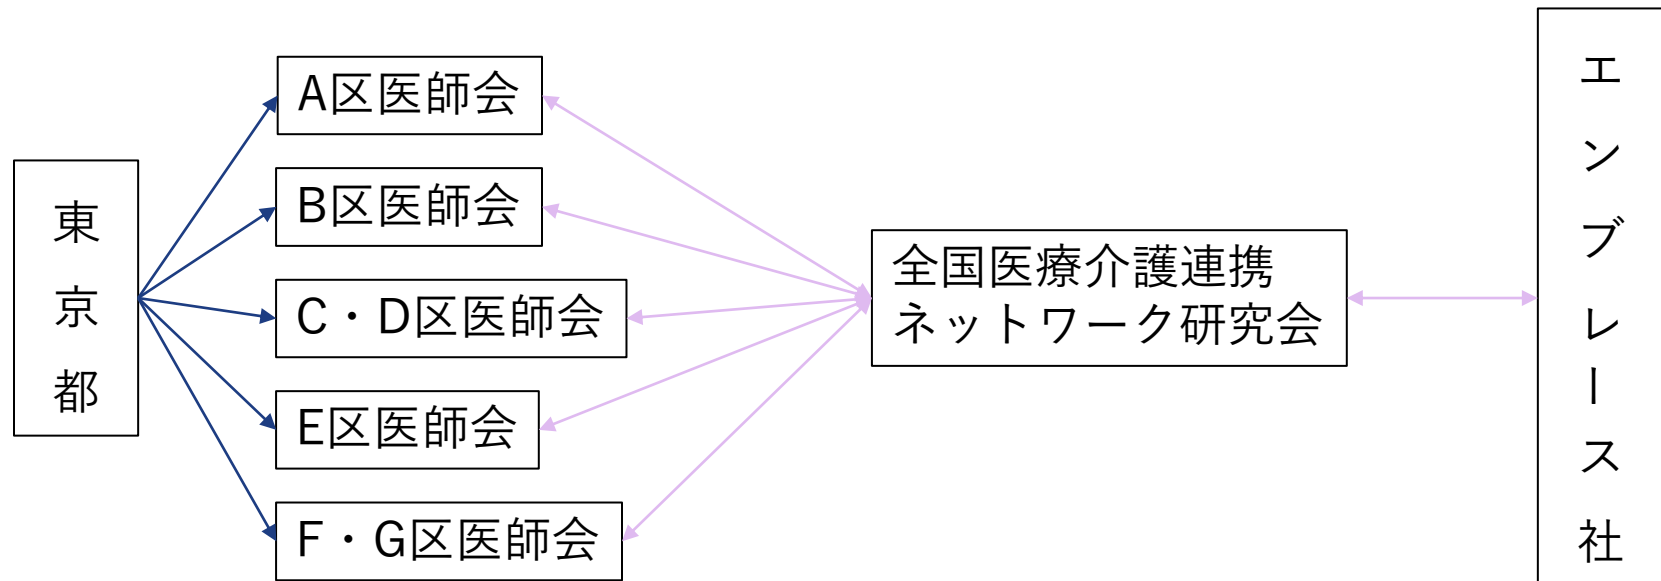 東京都
A区医師会
B区医師会
C・D区医師会
E区医師会
F・G区医師会
全国医療介護連携
ネットワーク研究会
エンブレース社